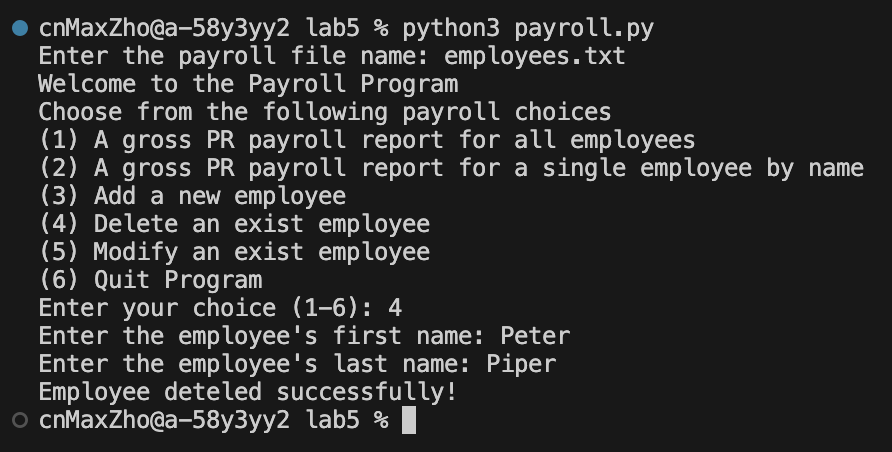 cnMaxZho@a-58y3yy2 lab5 % python3 payroll.py
Enter the payroll file name: employees.txt
Welcome to the Payroll Program
Choose from the following payroll choices
(1) A gross PR payroll report for all employees
(2) A gross PR payroll report for a single employee by name
(3) Add a new employee
(4) Delete an exist employee
(5) Modify an exist employee
(6) Quit Program
Enter your choice (1-6): 4
Enter the employee's first name: Peter
Enter the employee's last name: Piper
Employee deteled successfully!
cnMaxZho@a-58y3yy2 lab5 %